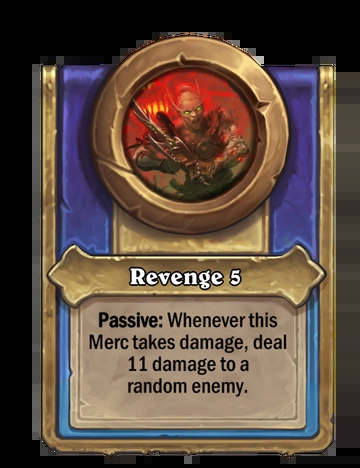 Revenge 5
Passive: Whenever this
Merc takes damage, deal
11 damage to a
random enemy.